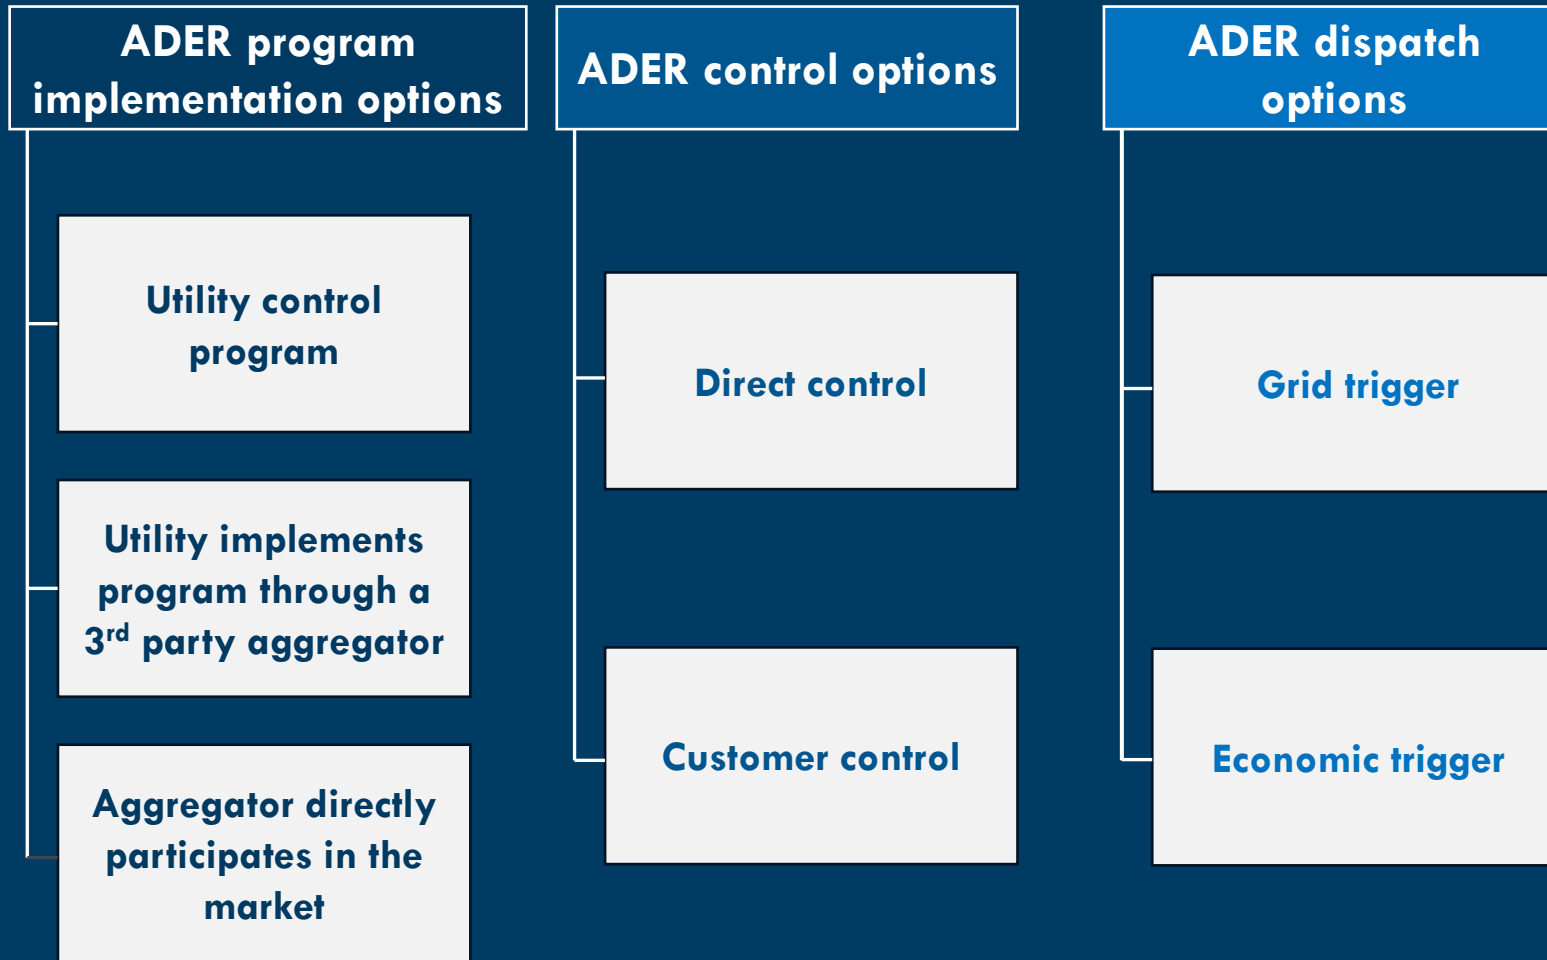 ADER program
implementation options
Utility control
program
Utility implements
program through a
3rd party aggregator
Aggregator directly
participates in the
market
ADER control options
Direct control
Customer control
ADER dispatch
options
Grid trigger
Economic trigger